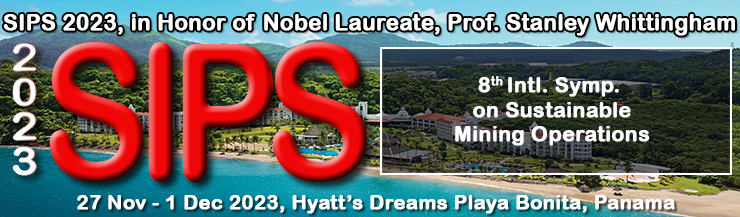 SIPS 2023, in Honor of Nobel Laureate, Prof. Stanley Whittingham
2023
SIPS
8th Intl. Symp.
on Sustainable
Mining Operations
27 Nov - 1 Dec 2023, Hyatt's Dreams Playa Bonita, Panama